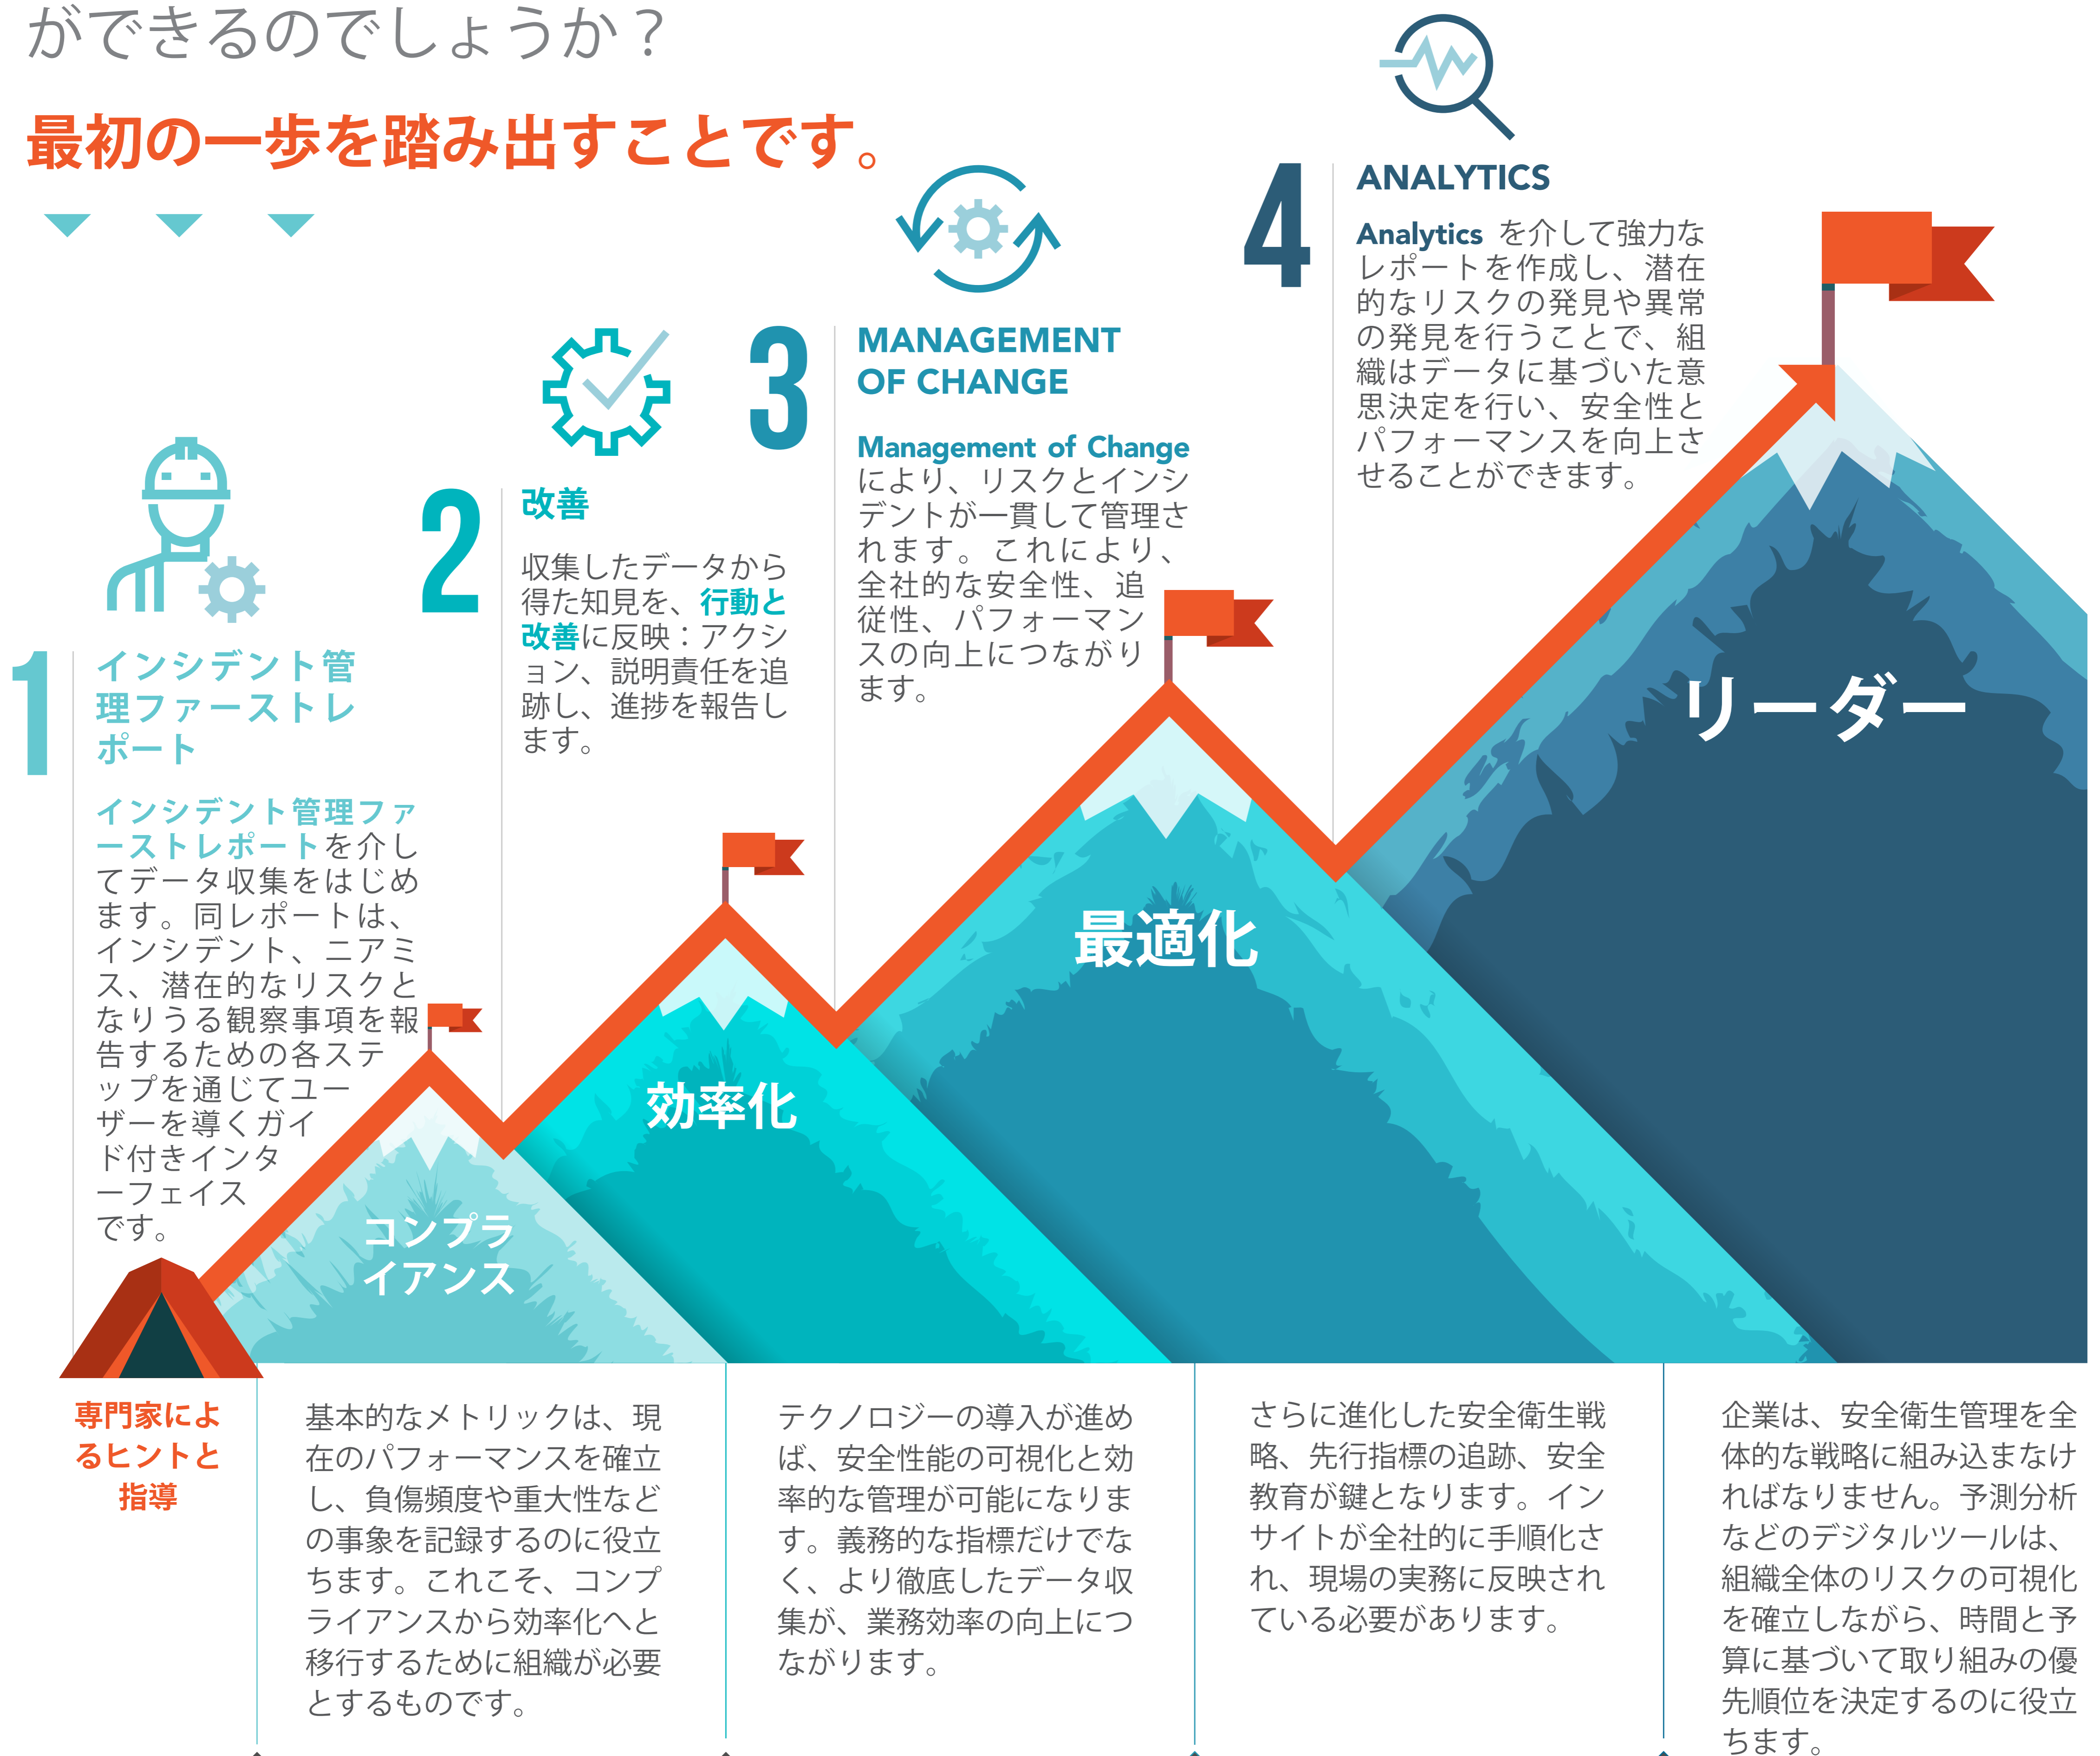 ができるのでしょうか？
最初の一歩を踏み出すことです。
1
インシデント管
理ファーストレ
ポート
インシデント管理ファ
ーストレポートを介し
てデータ収集をはじめ
ます。同レポートは、
インシデント、ニアミ
ス、潜在的なリスクと
なりうる観察事項を報
告するための各ステ
ップを通じてユー
ザーを導くガイ
ド付きインタ
ーフェイス
です。
2
改善
収集したデータから
得た知見を、行動と
改善に反映：アクシ
ョン、説明責任を追
跡し、進捗を報告し
ます。
3
MANAGEMENT
OF CHANGE
Management of Change
により、リスクとインシ
デントが一貫して管理さ
れます。これにより、
全社的な安全性、追
従性、パフォーマン
スの向上につながり
ます。
4
ANALYTICS
Analytics を介して強力な
レポートを作成し、潜在
的なリスクの発見や異常
の発見を行うことで、組
織はデータに基づいた意
思決定を行い、安全性と
パフォーマンスを向上さ
せることができます。
コンプラ
イアンス
効率化
最適化
リーダー
専門家によ
るヒントと
指導
基本的なメトリックは、現
在のパフォーマンスを確立
し、負傷頻度や重大性など
の事象を記録するのに役立
ちます。これこそ、コンプ
ライアンスから効率化へと
移行するために組織が必要
とするものです。
テクノロジーの導入が進め
ば、安全性能の可視化と効
率的な管理が可能になりま
す。義務的な指標だけでな
く、より徹底したデータ収
集が、業務効率の向上につ
ながります。
さらに進化した安全衛生戦
略、先行指標の追跡、安全
教育が鍵となります。イン
サイトが全社的に手順化さ
れ、現場の実務に反映され
ている必要があります。
企業は、安全衛生管理を全
体的な戦略に組み込まなけ
ればなりません。予測分析
などのデジタルツールは、
組織全体のリスクの可視化
を確立しながら、時間と予
算に基づいて取り組みの優
先順位を決定するのに役立
ちます。